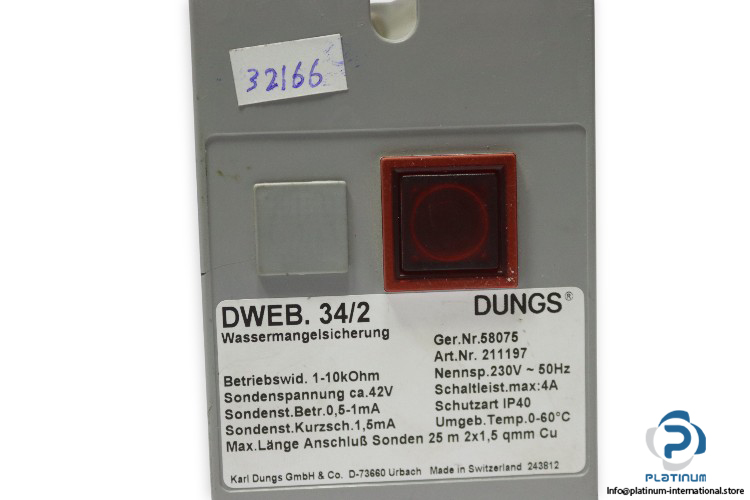 32166
DWEB. 34/2
Wassermangelsicherung
DUNGS®
Ger.Nr.58075
Art.Nr. 211197
Betriebswid. 1-10kOhm
Nennsp.230V ~ 50Hz
Sondenspannung ca.42V
Schaltleist.max:4A
Sondenst.Betr.0,5-1mA
Schutzart IP40
Sondenst.Kurzsch.1,5mA
Umgeb.Temp.0-60°C
Max.Länge Anschluß Sonden 25 m 2x1,5 qmm Cu
Karl Dungs GmbH & Co. D-73660 Urbach Made in Switzerland 243812
PLATINUM
Info@platinum-international.store